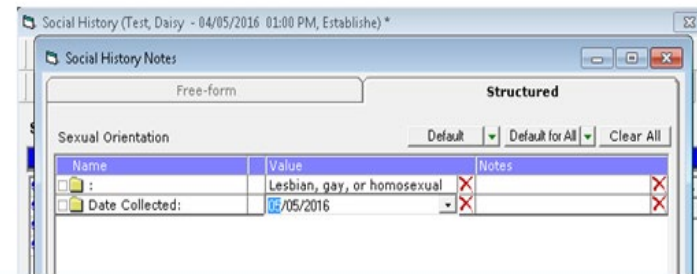 Social History (Test, Daisy - 04/05/2016 01:00 PM, Establishe) *
Social History Notes
Free-form Structured
Sexual Orientation Default Default for All Clear All
Name Value Notes
: Lesbian, gay, or homosexual
Date Collected: 05/05/2016